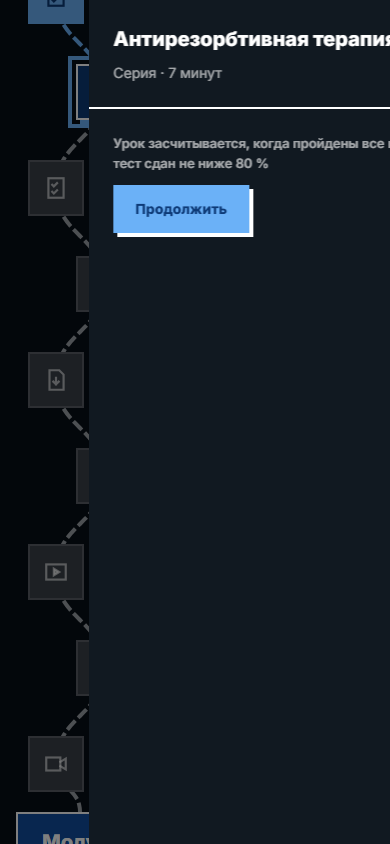 Антирезорбтивная терапия
Серия · 7 минут
Урок засчитывается, когда пройдены все
тест сдан не ниже 80 %
Продолжить